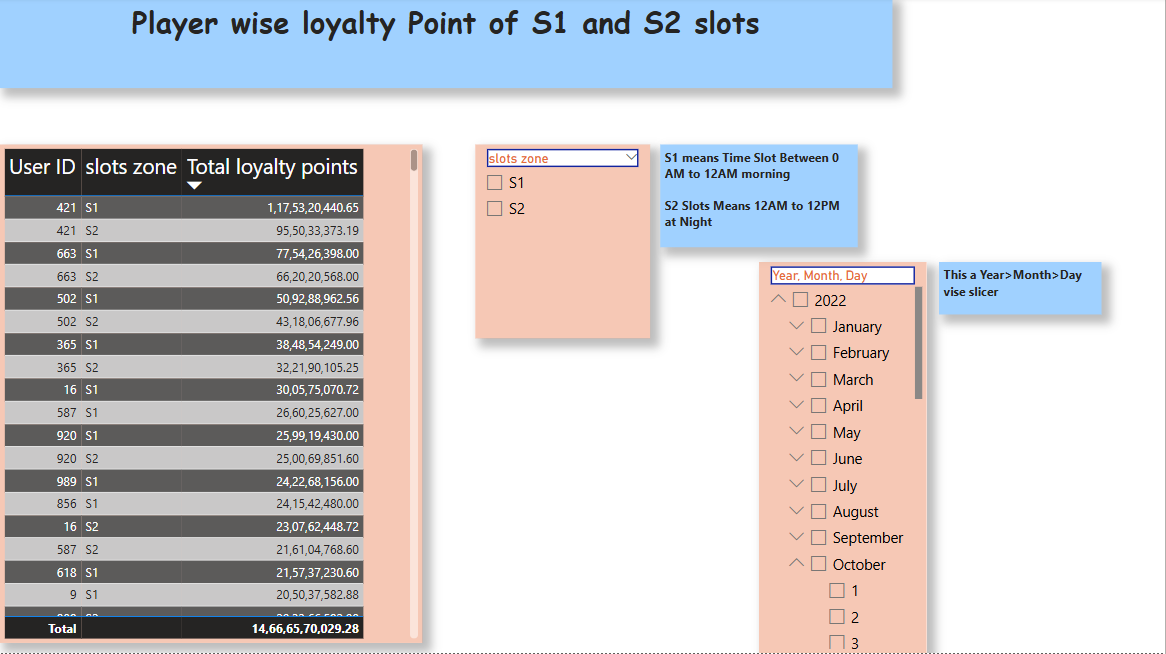 Player wise loyalty Point of S1 and S2 slots
User ID slots zone Total loyalty points
421 S1 1,17,53,20,440.65
421 S2 95,50,33,373.19
663 S1 77,54,26,398.00
663 S2 66,20,20,568.00
502 S1 50,92,88,962.56
502 S2 43,18,06,677.96
365 S1 38,48,54,249.00
365 S2 32,21,90,105.25
16 S1 30,05,75,070.72
587 S1 26,60,25,627.00
920 S1 25,99,19,430.00
920 S2 25,00,69,851.60
989 S1 24,22,68,156.00
856 S1 24,15,42,480.00
16 S2 23,07,62,448.72
587 S2 21,61,04,768.60
618 S1 21,57,37,230.60
9 S1 20,50,37,582.88
Total 14,66,65,70,029.28
slots zone
S1
S2
S1 means Time Slot Between 0
AM to 12AM morning
S2 Slots Means 12AM to 12PM
at Night
Year, Month, Day
2022
January
February
March
April
May
June
July
August
September
October
1
2
3
This a Year>Month>Day
vise slicer